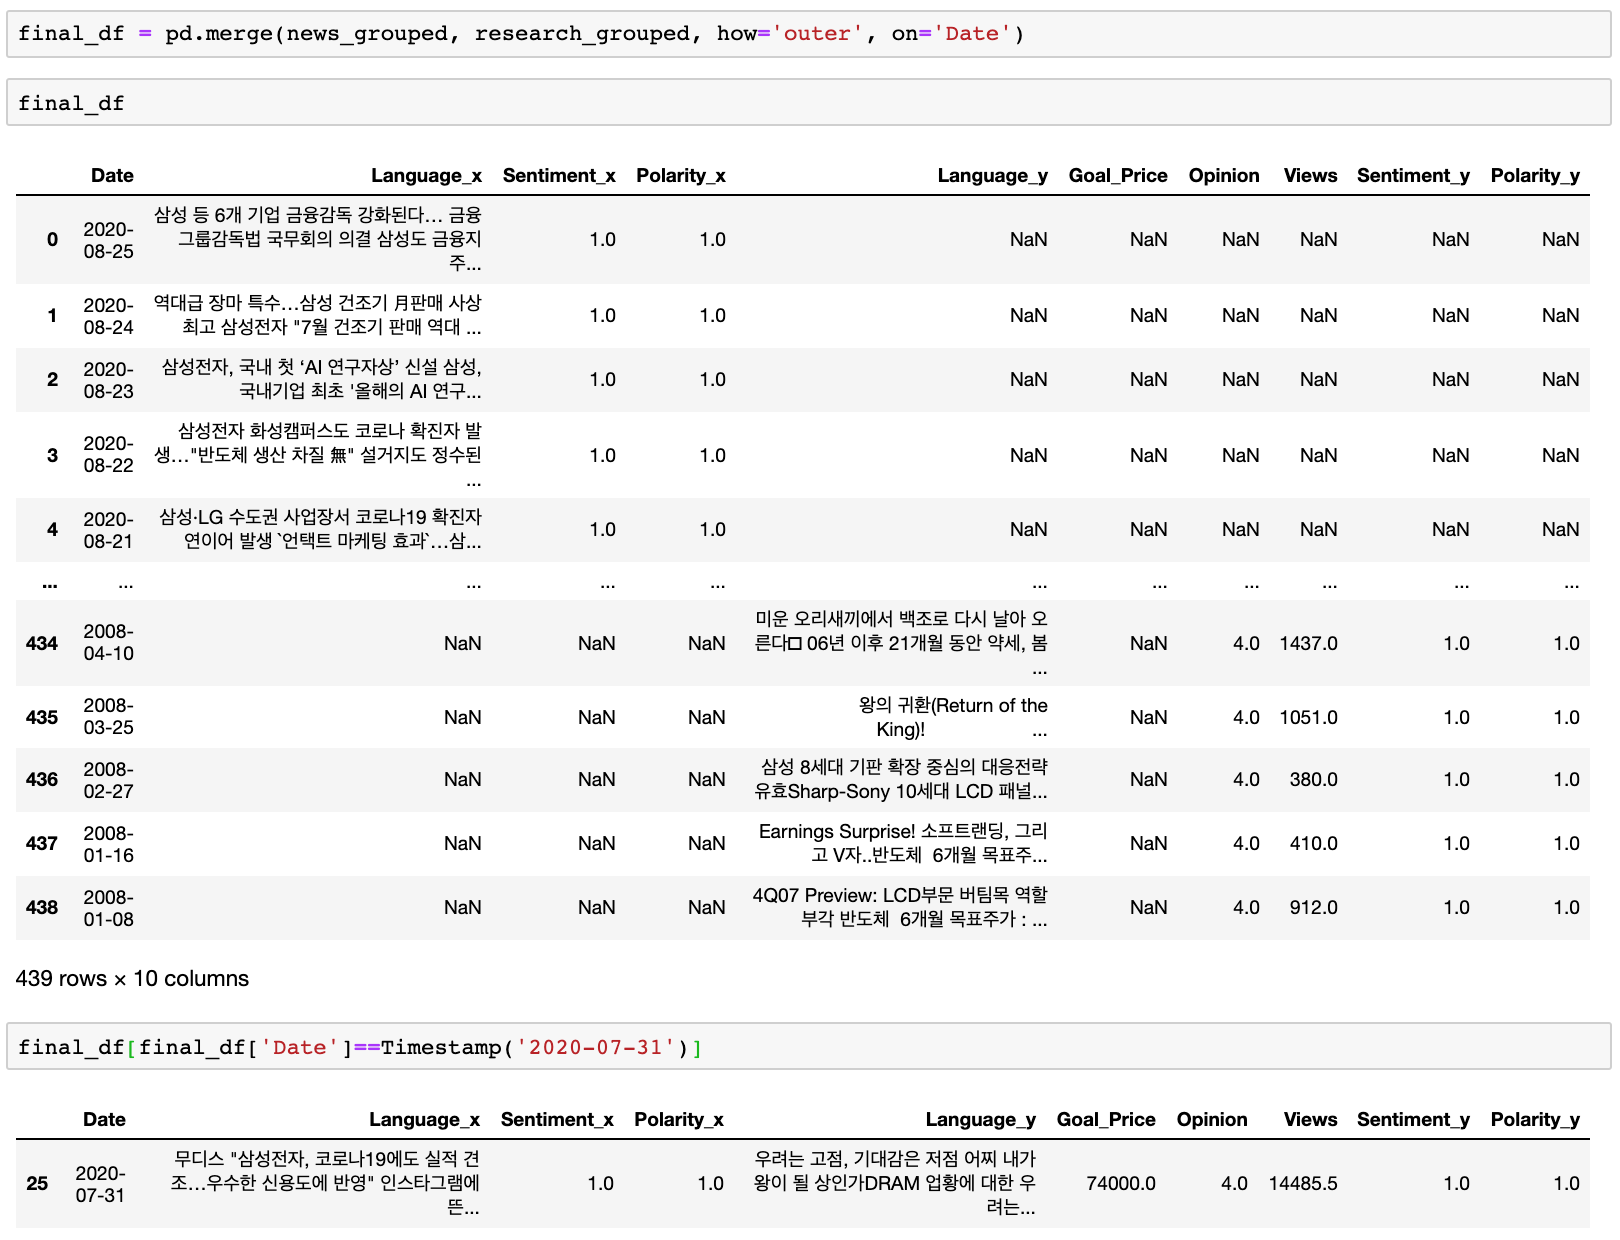 final_df = pd.merge(news_grouped, research_grouped, how='outer', on='Date')
final_df
Date Language_x Sentiment_x Polarity_x Language_y Goal_Price Opinion Views Sentiment_y Polarity_y
0 2020-08-25 삼성 등 6개 기업 금융감독 강화된다… 금융그룹감독법 국무회의 의결 삼성도 금융지주... 1.0 1.0 NaN NaN NaN NaN NaN NaN
1 2020-08-24 역대급 장마 특수…삼성 건조기 月판매 사상 최고 삼성전자 "7월 건조기 판매 역대 ... 1.0 1.0 NaN NaN NaN NaN NaN NaN
2 2020-08-23 삼성전자, 국내 첫 ‘AI 연구자상’ 신설 삼성, 국내기업 최초 '올해의 AI 연구... 1.0 1.0 NaN NaN NaN NaN NaN NaN
3 2020-08-22 삼성전자 화성캠퍼스도 코로나 확진자 발생…"반도체 생산 차질 無" 설거지도 정수된 ... 1.0 1.0 NaN NaN NaN NaN NaN NaN
4 2020-08-21 삼성·LG 수도권 사업장서 코로나19 확진자 연이어 발생 `언택트 마케팅 효과`…삼... 1.0 1.0 NaN NaN NaN NaN NaN NaN
... ... ... ... ... ... ... ... ... ... ...
434 2008-04-10 NaN NaN NaN 미운 오리새끼에서 백조로 다시 날아 오른다□ 06년 이후 21개월 동안 약세, 봄 ... NaN 4.0 1437.0 1.0 1.0
435 2008-03-25 NaN NaN NaN 왕의 귀환(Return of the King)! ... NaN 4.0 1051.0 1.0 1.0
436 2008-02-27 NaN NaN NaN 삼성 8세대 기판 확장 중심의 대응전략 유효Sharp-Sony 10세대 LCD 패널... NaN 4.0 380.0 1.0 1.0
437 2008-01-16 NaN NaN NaN Earnings Surprise! 소프트랜딩, 그리고 V자..반도체 6개월 목표주... NaN 4.0 410.0 1.0 1.0
438 2008-01-08 NaN NaN NaN 4Q07 Preview: LCD부문 버팀목 역할 부각 반도체 6개월 목표주가 : ... NaN 4.0 912.0 1.0 1.0
439 rows × 10 columns
final_df[final_df['Date']==Timestamp('2020-07-31')]
Date Language_x Sentiment_x Polarity_x Language_y Goal_Price Opinion Views Sentiment_y Polarity_y
25 2020-07-31 무디스 "삼성전자, 코로나19에도 실적 견조…우수한 신용도에 반영" 인스타그램에 뜬... 1.0 1.0 우려는 고점, 기대감은 저점 어찌 내가 왕이 될 상인가DRAM 업황에 대한 우려는... 74000.0 4.0 14485.5 1.0 1.0